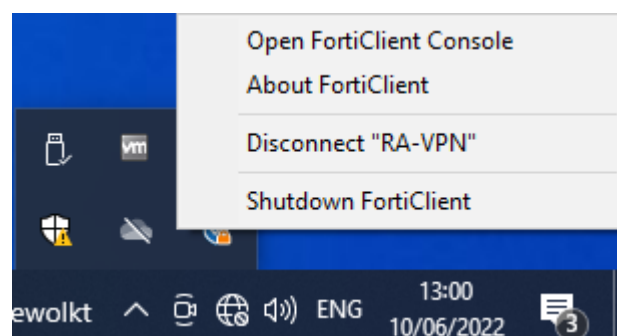 Open FortiClient Console
About FortiClient
Disconnect "RA-VPN"
Shutdown FortiClient
vm
ewolkt
ENG
13:00
10/06/2022
3